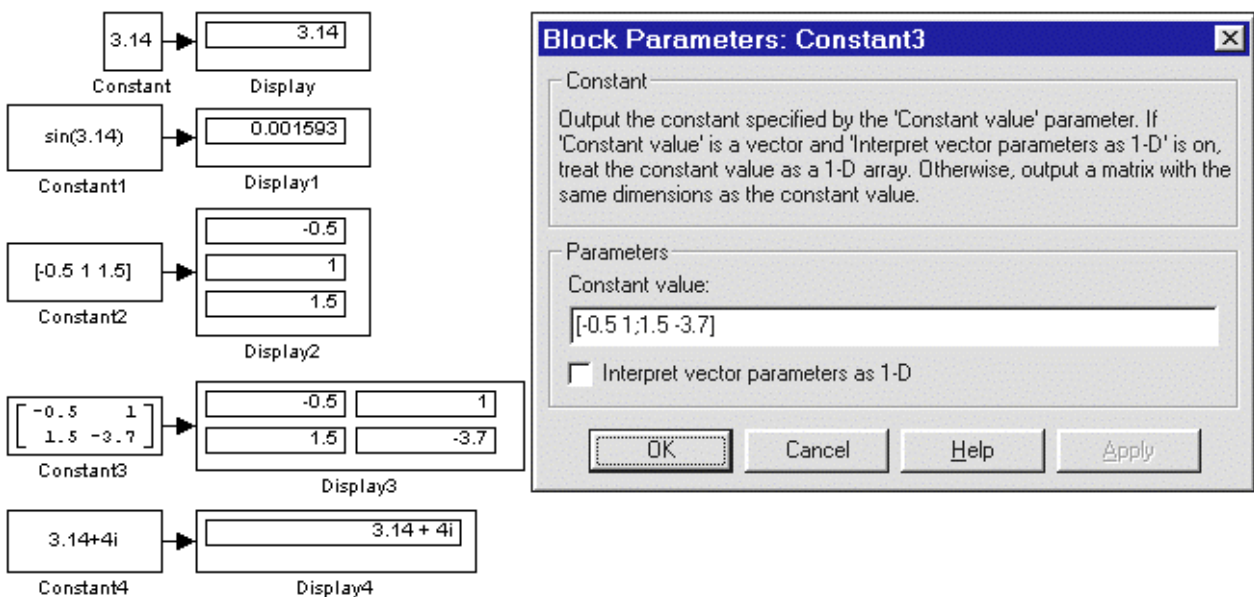 3.14
3.14
Constant
Display
sin(3.14)
0.001593
Constant1
Display1
[-0.5 1 1.5]
-0.5
1
1.5
Constant2
Display2
-0.5 1
1.5 -3.7
-0.5
1
1.5
-3.7
Constant3
Display3
3.14+4i
3.14 + 4i
Constant4
Display4
Block Parameters: Constant3
Constant
Output the constant specified by the 'Constant value' parameter. If
'Constant value' is a vector and 'Interpret vector parameters as 1-D' is on,
treat the constant value as a 1-D array. Otherwise, output a matrix with the
same dimensions as the constant value.
Parameters
Constant value:
[-0.5 1;1.5 -3.7]
Interpret vector parameters as 1-D
OK
Cancel
Help
Apply